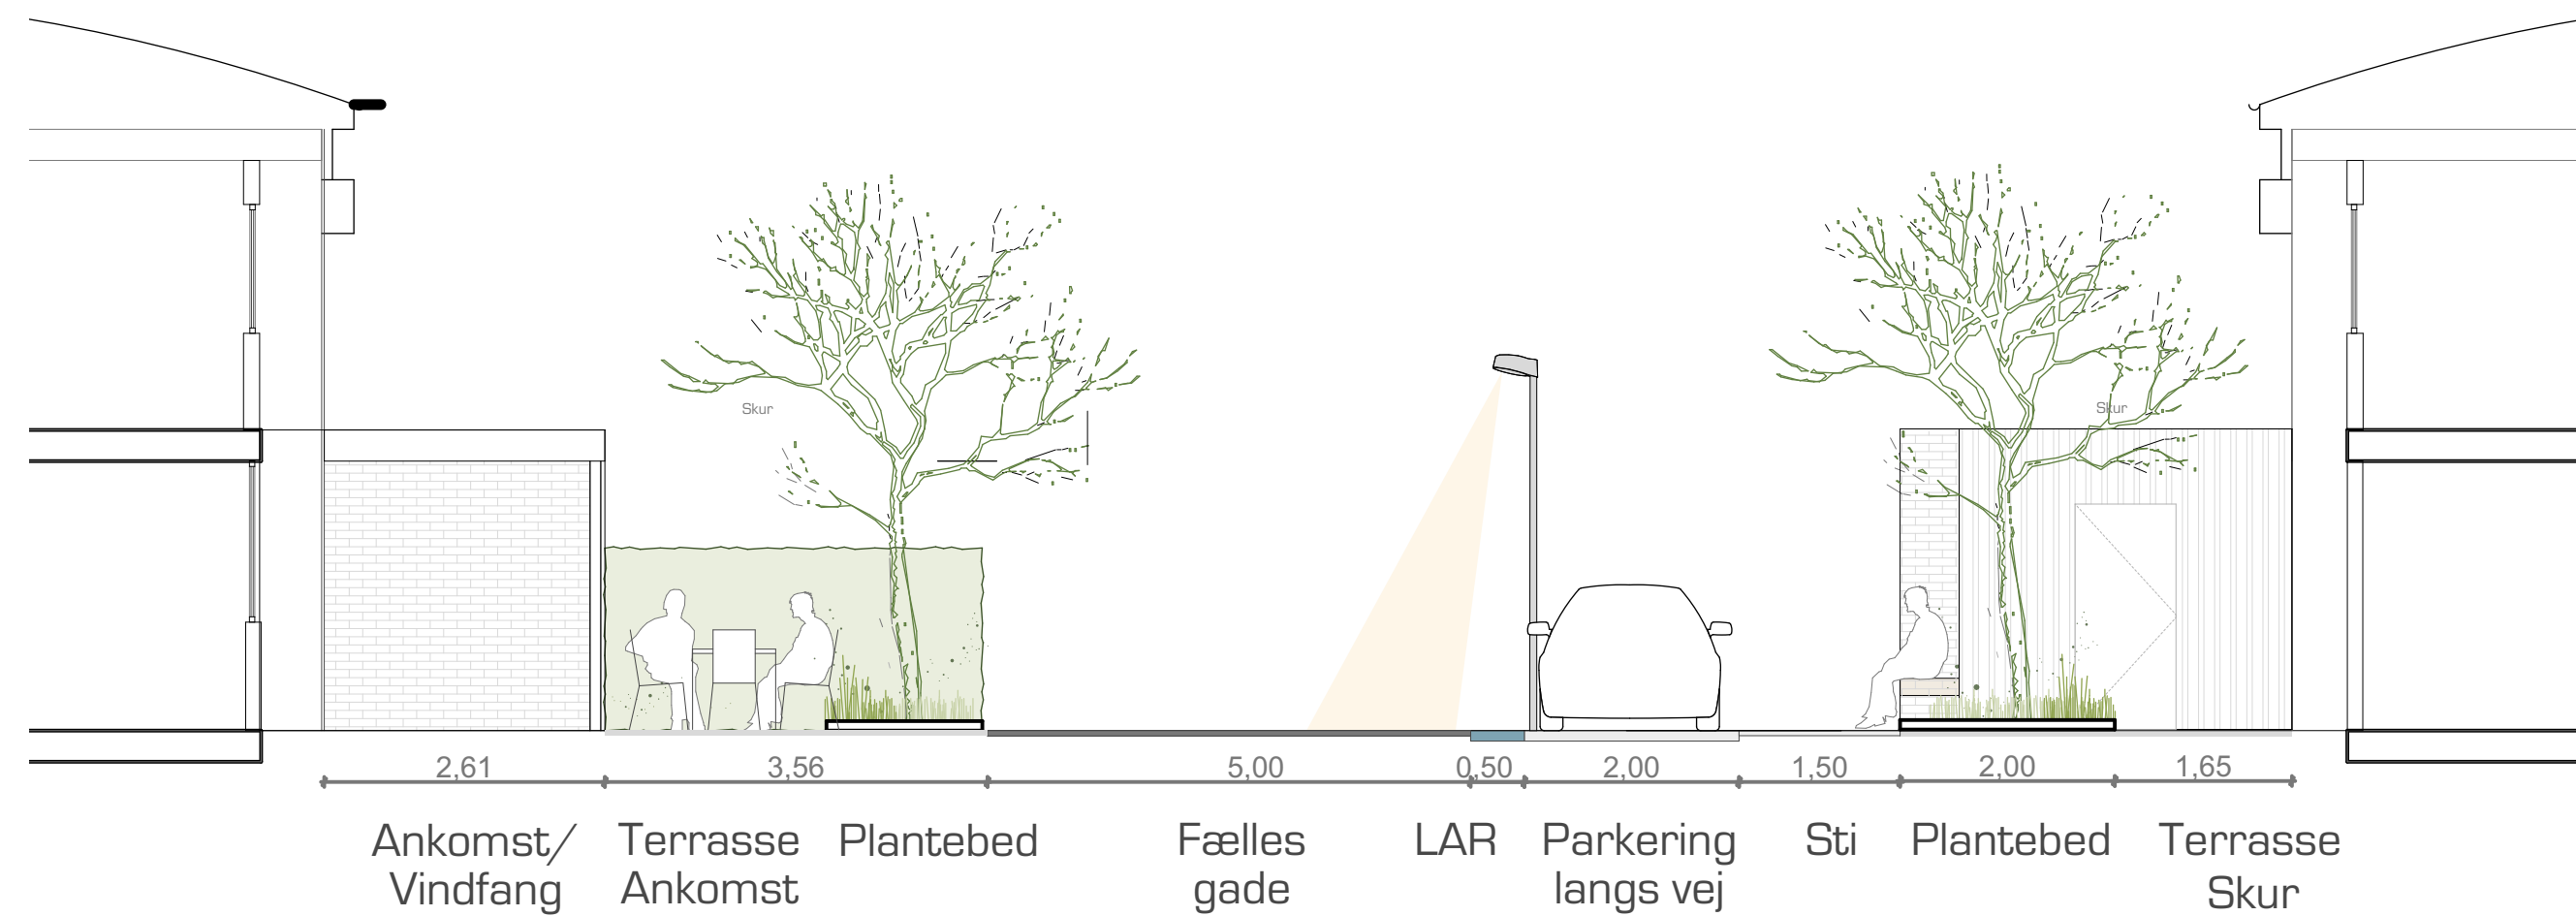 Skur
Skur
2,61
3,56
5,00
0,50
2,00
1,50
2,00
1,65
Ankomst/
Vindfang
Terrasse
Ankomst
Plantebed
Fælles
gade
LAR
Parkering
langs vej
Sti
Plantebed
Terrasse
Skur